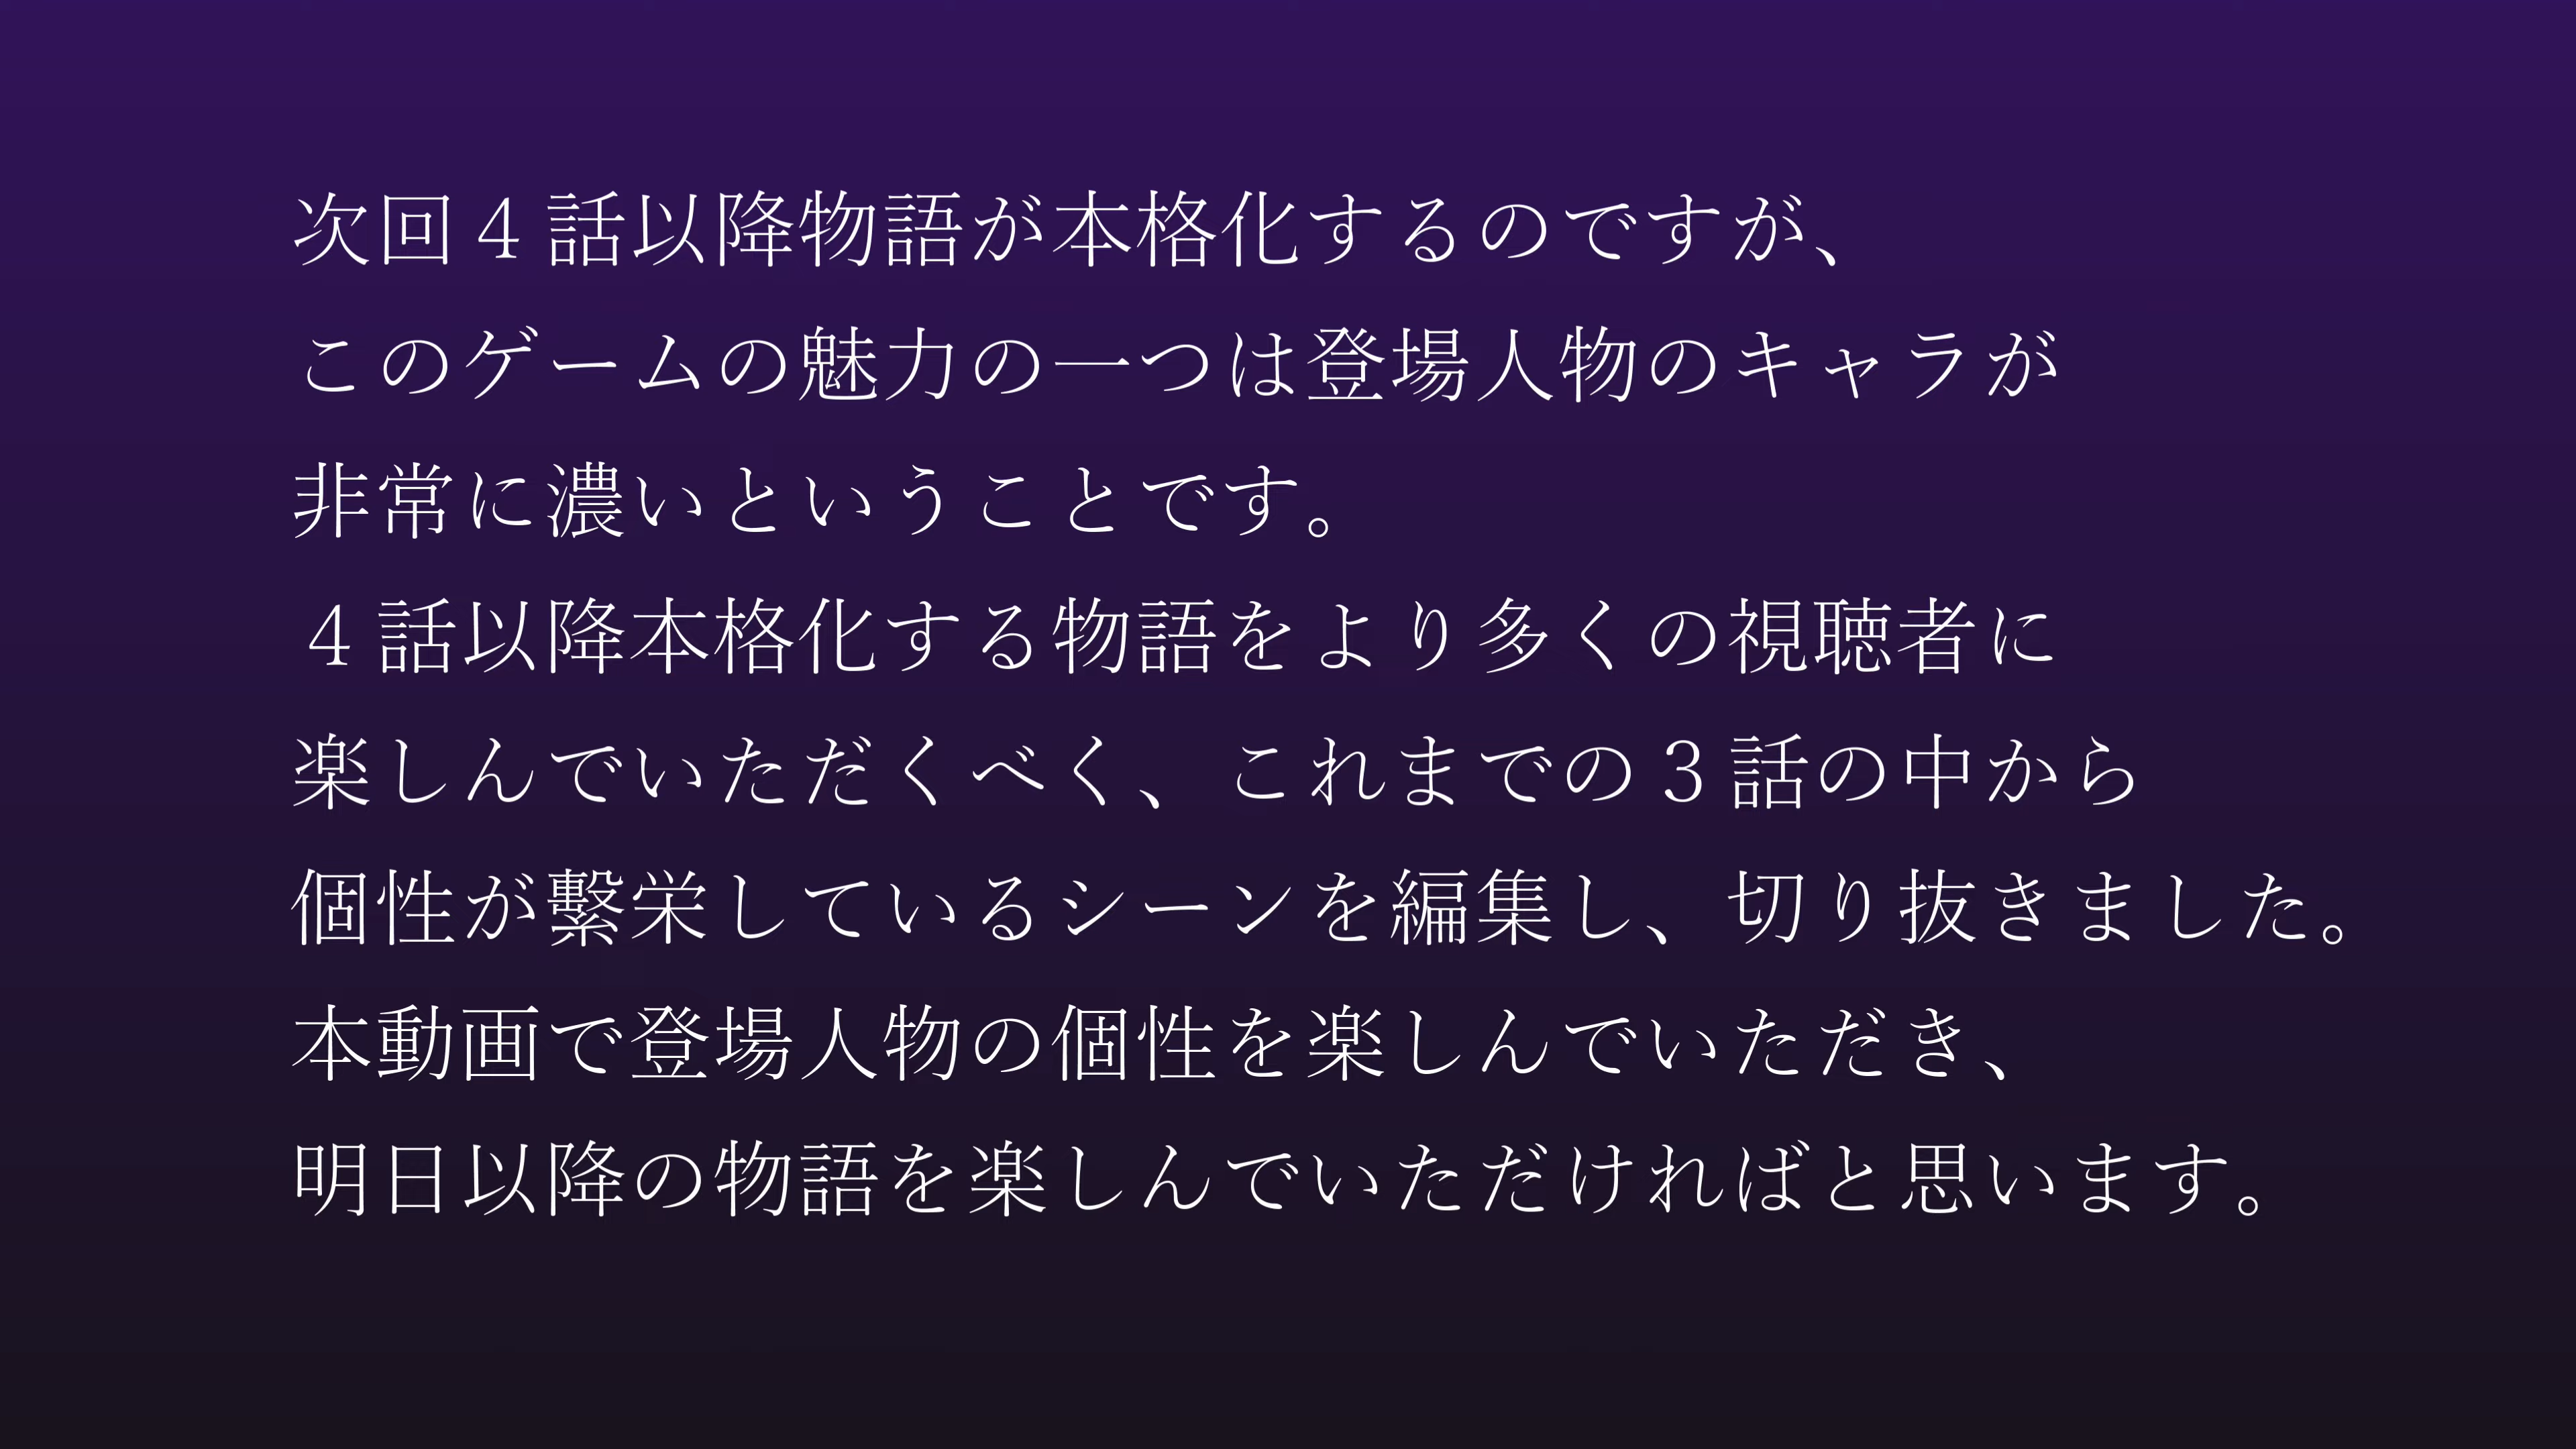 次回４話以降物語が本格化するのですが、
このゲームの魅力の一つは登場人物のキャラが
非常に濃いということです。
４話以降本格化する物語をより多くの視聴者に
楽しんでいただくべく、これまでの３話の中から
個性が繫栄しているシーンを編集し、切り抜きました。
本動画で登場人物の個性を楽しんでいただき、
明日以降の物語を楽しんでいただければと思います。